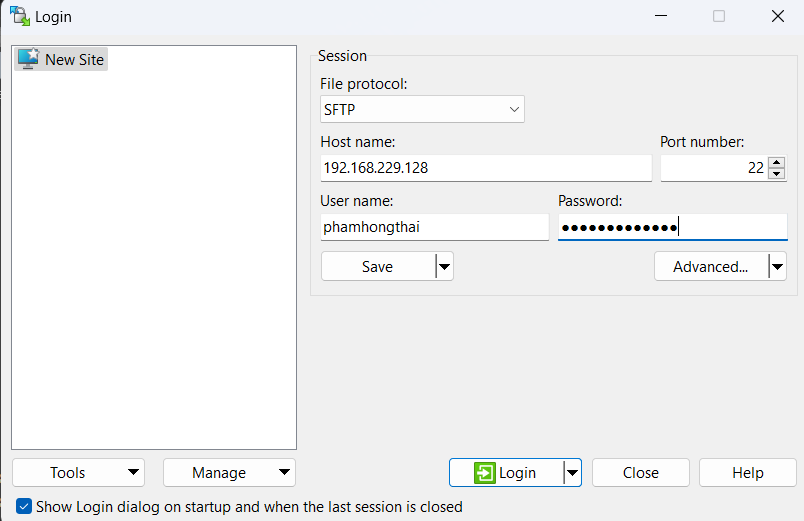 Login
New Site
Session
File protocol:
SFTP
Host name:
Port number:
192.168.229.128
22
User name:
Password:
phamhongthai
●●●●●●●●●●●●●
Save
Advanced...
Tools
Manage
Login
Close
Help
Show Login dialog on startup and when the last session is closed